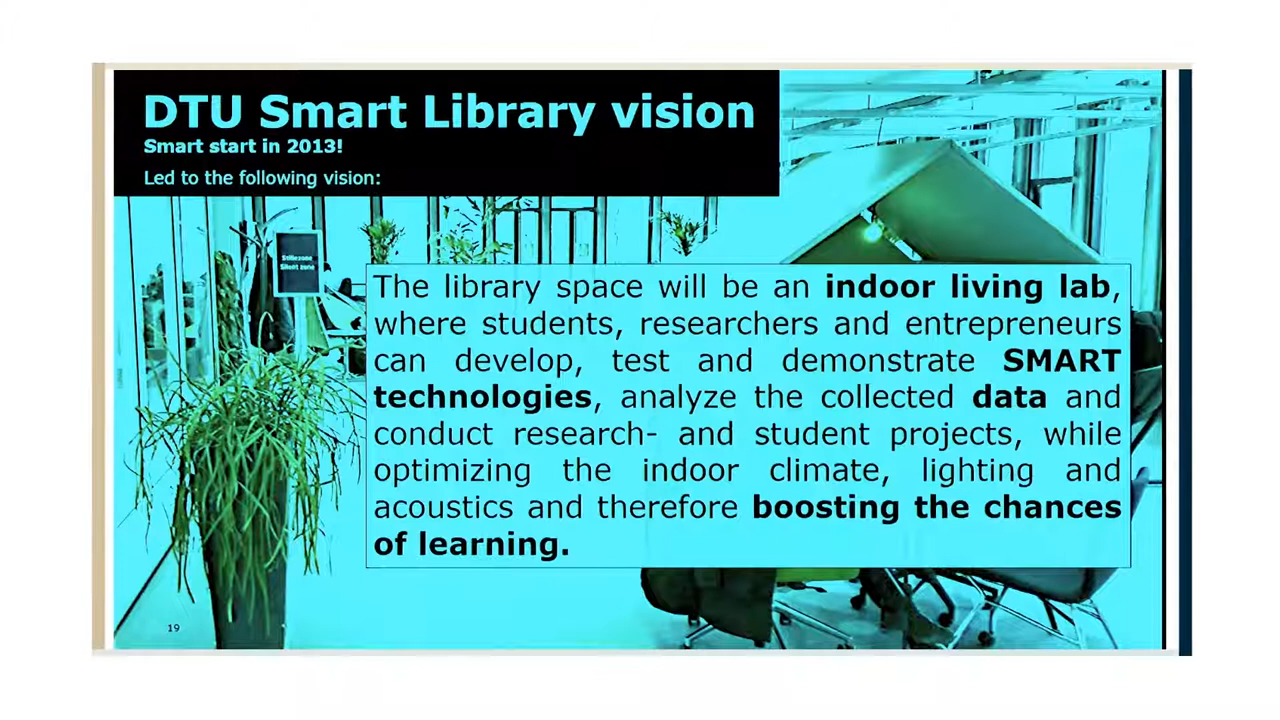 DTU Smart Library vision
Smart start in 2013!
Led to the following vision:
Stillezone
Silent zone
The library space will be an indoor living lab,
where students, researchers and entrepreneurs
can develop, test and demonstrate SMART
technologies, analyze the collected data and
conduct research- and student projects, while
optimizing the indoor climate, lighting and
acoustics and therefore boosting the chances
of learning.
19